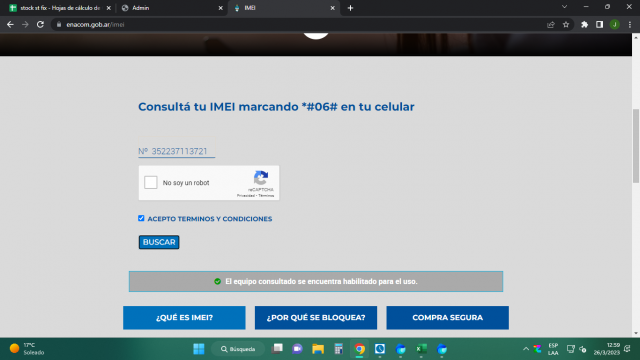 stock st fix - Hojas de cálculo de
Admin
IMEI
enacom.gob.ar/imei
J
Consultá tu IMEI marcando *#06# en tu celular
Nº 352237113721
No soy un robot
reCAPTCHA
Privacidad - Términos
ACEPTO TERMINOS Y CONDICIONES
BUSCAR
El equipo consultado se encuentra habilitado para el uso.
¿QUÉ ES IMEI?
¿POR QUÉ SE BLOQUEA?
COMPRA SEGURA
17°C
Soleado
Búsqueda
ESP
LAA
12:59
26/3/2023